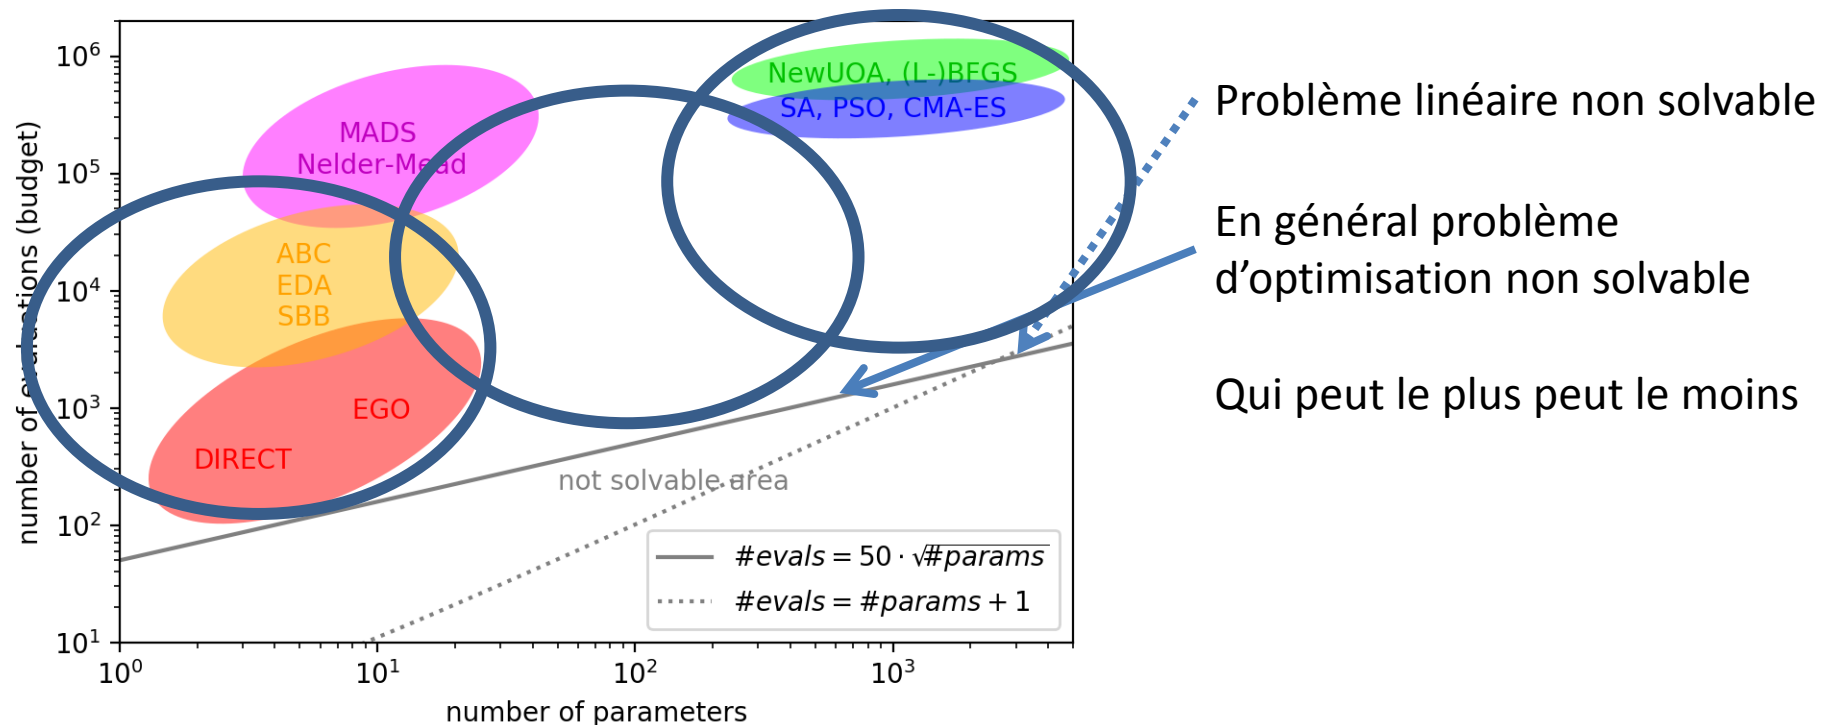 10⁶
10⁵
10⁴
10³
10²
10¹
number of evaluations (budget)
NewUOA, (L-)BFGS
SA, PSO, CMA-ES
MADS
Nelder-Mead
ABC
EDA
SBB
EGO
DIRECT
not solvable area
#evals = 50 · √#params
#evals = #params + 1
10⁰ 10¹ 10² 10³
number of parameters
Problème linéaire non solvable
En général problème
d’optimisation non solvable
Qui peut le plus peut le moins